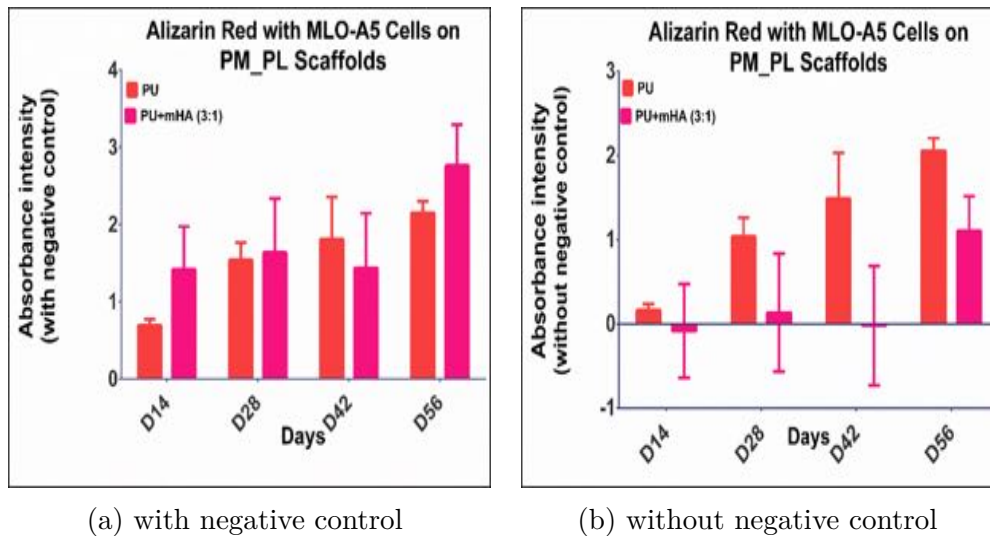 Alizarin Red with MLO-A5 Cells on
PM_PL Scaffolds
Absorbance intensity
(with negative control)
4
3
2
1
0
PU
PU+mHA (3:1)
D14
D28
D42
D56
Days
(a) with negative control
Alizarin Red with MLO-A5 Cells on
PM_PL Scaffolds
Absorbance intensity
(without negative control)
3
2
1
0
-1
PU
PU+mHA (3:1)
D14
D28
D42
D56
Days
(b) without negative control